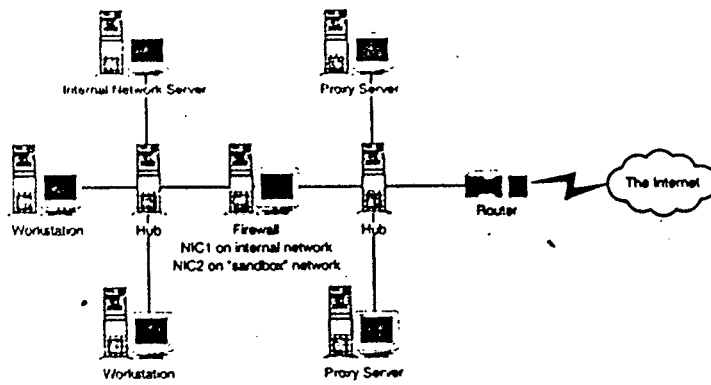 Internal Network Server
Proxy Server
Workstation
Hub
Firewall
NIC1 on internal network
NIC2 on "sandbox" network
Hub
Router
The Internet
Workstation
Proxy Server